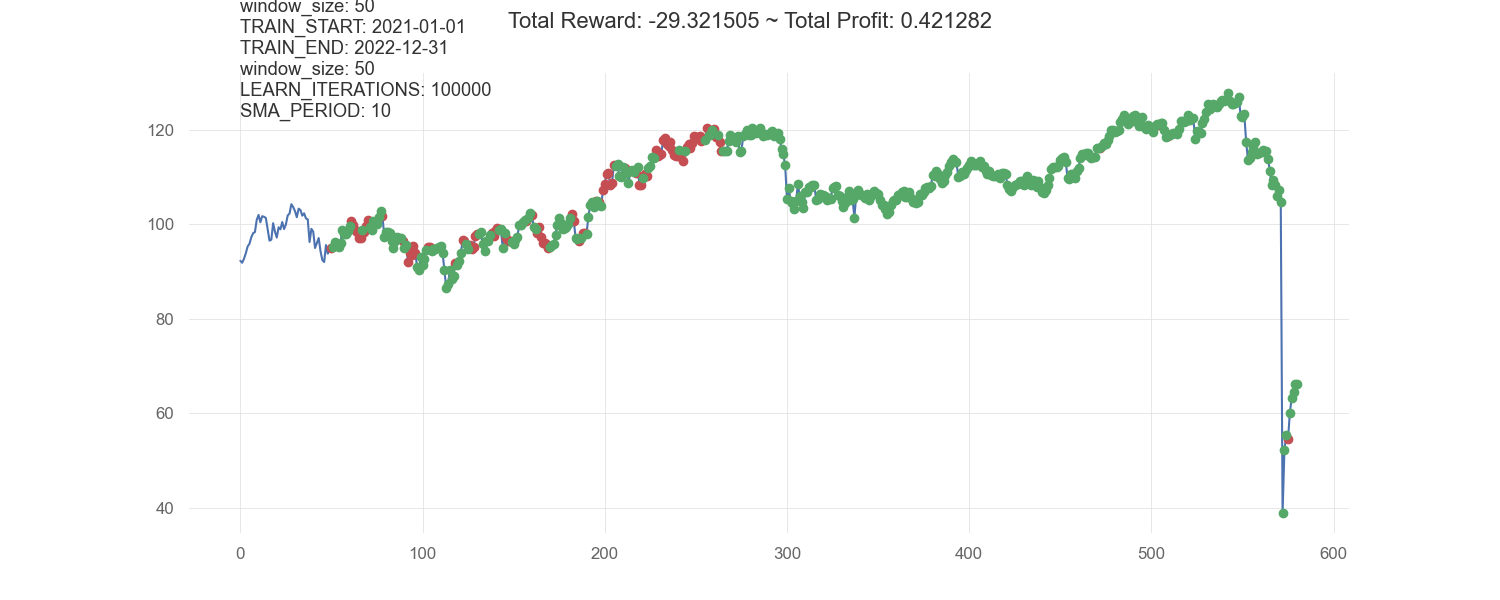 window_size: 50
Total Reward: -29.321505 ~ Total Profit: 0.421282
TRAIN_START: 2021-01-01
TRAIN_END: 2022-12-31
window_size: 50
LEARN_ITERATIONS: 100000
SMA_PERIOD: 10
120
100
80
60
40
0 100 200 300 400 500 600